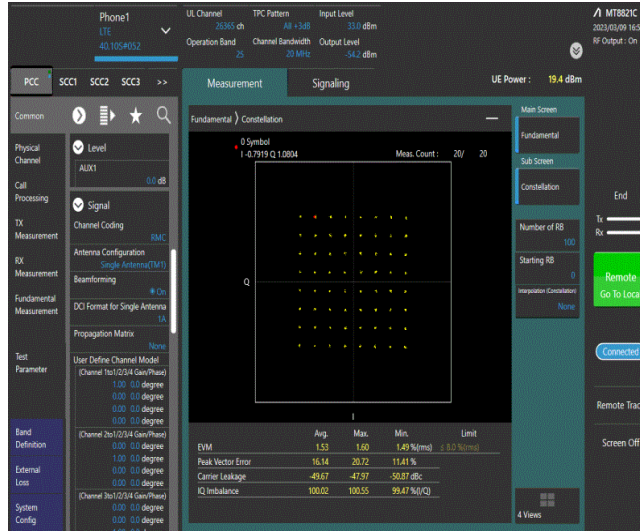 Phone1
LTE
40.10S#052
UL Channel
26365 ch
TPC Pattern
All +3dB
Input Level
33.0 dBm
Operation Band
25
Channel Bandwidth
20 MHz
Output Level
-54.2 dBm
MT8821C
2023/03/09 16:5
RF Output : On
PCC SCC1 SCC2 SCC3 >>
Measurement
Signaling
UE Power : 19.4 dBm
Common
Physical
Channel
Call
Processing
TX
Measurement
RX
Measurement
Fundamental
Measurement
Test
Parameter
Band
Definition
External
Loss
System
Config
Level
AUX1
0.0 dB
Signal
Channel Coding
RMC
Antenna Configuration
Single Antenna(TM1)
Beamforming
On
DCI Format for Single Antenna
1A
Propagation Matrix
None
User Define Channel Model
(Channel 1to1/2/3/4 Gain/Phase)
1.00 0.0 degree
0.00 0.0 degree
0.00 0.0 degree
0.00 0.0 degree
(Channel 2to1/2/3/4 Gain/Phase)
0.00 0.0 degree
1.00 0.0 degree
0.00 0.0 degree
0.00 0.0 degree
(Channel 3to1/2/3/4 Gain/Phase)
0.00 0.0 degree
0.00 0.0 degree
Fundamental 〉 Constellation
0 Symbol
I -0.7919 Q 1.0804
Meas. Count : 20/ 20
Q
I
Avg. Max. Min. Limit
EVM 1.53 1.60 1.49 %(rms) ≤ 8.0 %(rms)
Peak Vector Error 16.14 20.72 11.41 %
Carrier Leakage -49.67 -47.97 -50.87 dBc
IQ Imbalance 100.02 100.55 99.47 %(I/Q)
Main Screen
Fundamental
Sub Screen
Constellation
Number of RB
100
Starting RB
0
Interpolation (Constellation)
None
4 Views
End
Tx
Rx
Remote
Go To Loca
Connected
Remote Trac
Screen Off